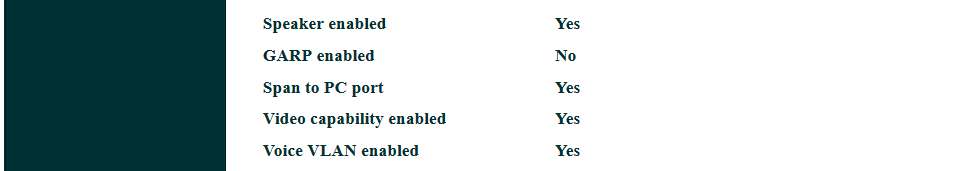 Speaker enabled Yes
GARP enabled No
Span to PC port Yes
Video capability enabled Yes
Voice VLAN enabled Yes